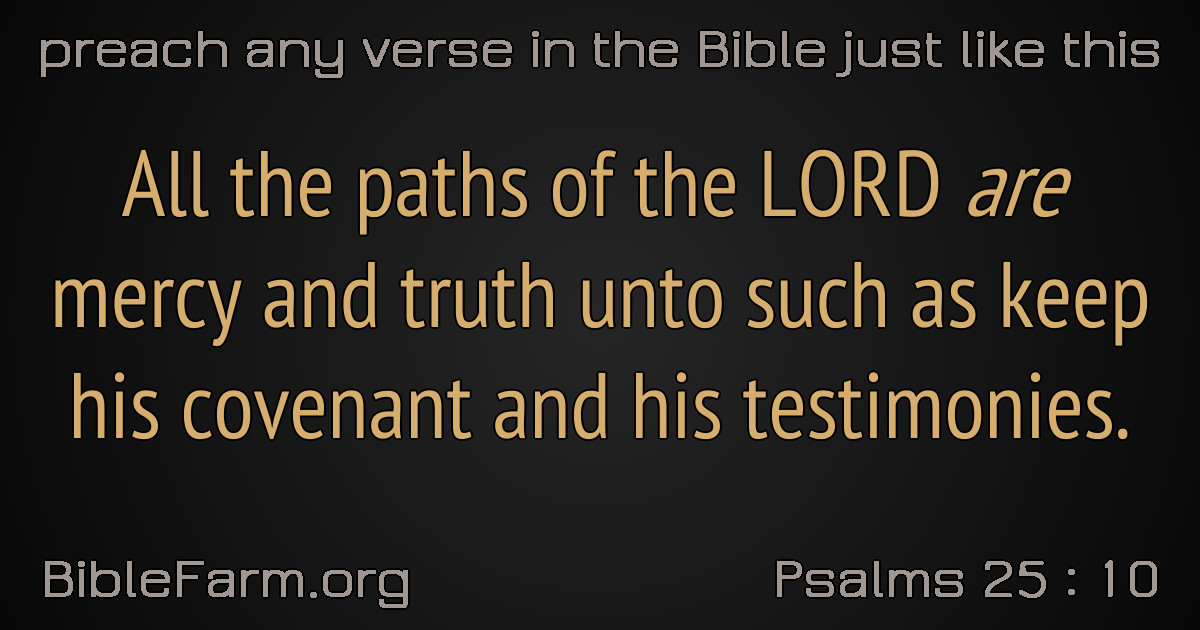 preach any verse in the Bible just like this
All the paths of the LORD are
mercy and truth unto such as keep
his covenant and his testimonies.
BibleFarm.org
Psalms 25 : 10